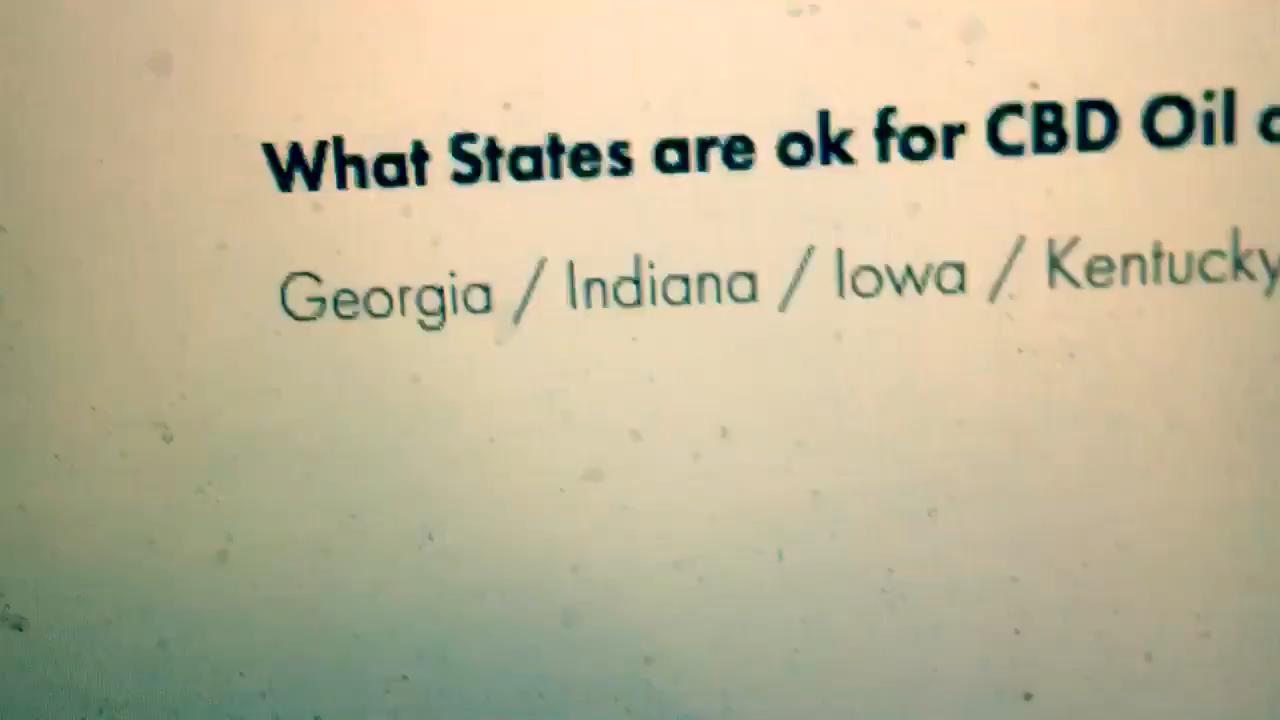 What States are ok for CBD Oil
Georgia / Indiana / Iowa / Kentucky